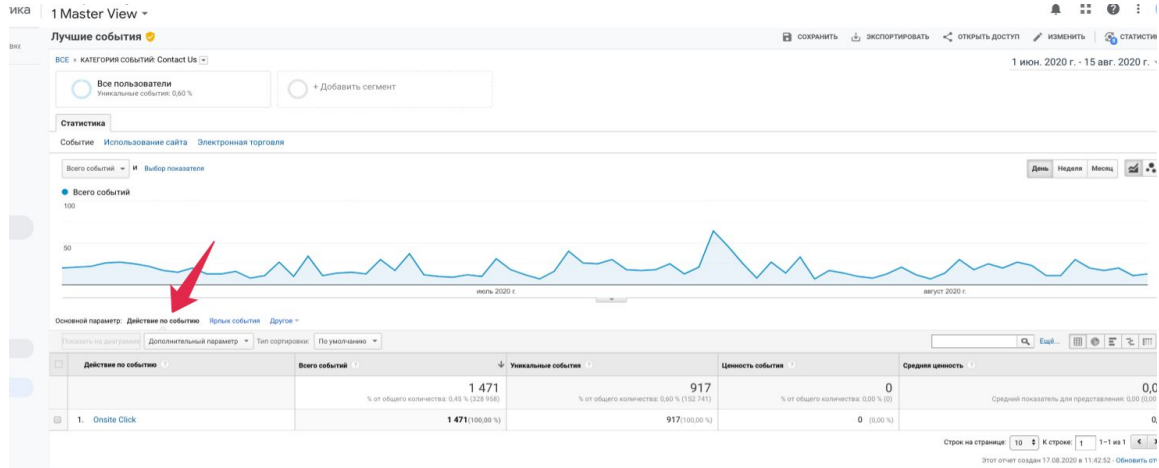 тика 1 Master View
Лучшие события СОХРАНИТЬ ЭКСПОРТИРОВАТЬ ОТКРЫТЬ ДОСТУП ИЗМЕНИТЬ СТАТИСТИК
ВСЕ » КАТЕГОРИЯ СОБЫТИЙ: Contact Us 1 июн. 2020 г. - 15 авг. 2020 г.
Все пользователи
Уникальные события: 0,60 %
+ Добавить сегмент
Статистика
Событие Использование сайта Электронная торговля
Всего событий и Выбор показателя День Неделя Месяц
Всего событий
100
50
июль 2020 г. август 2020 г.
Основной параметр: Действие по событию Ярлык события Другое
Показать на диаграмме Дополнительный параметр Тип сортировки: По умолчанию Ещё...
Действие по событию ? Всего событий ? Уникальные события ? Ценность события ? Средняя ценность ?
1 471 917 0 0,0
% от общего количества: 0,45 % (328 958) % от общего количества: 0,60 % (152 741) % от общего количества: 0,00 % (0) Средний показатель для представления: 0,00 (0,00
1. Onsite Click 1 471(100,00 %) 917(100,00 %) 0 (0,00 %) 0,
Строк на странице: 10 К строке: 1 1–1 из 1
Этот отчет создан 17.08.2020 в 11:42:52 - Обновить от